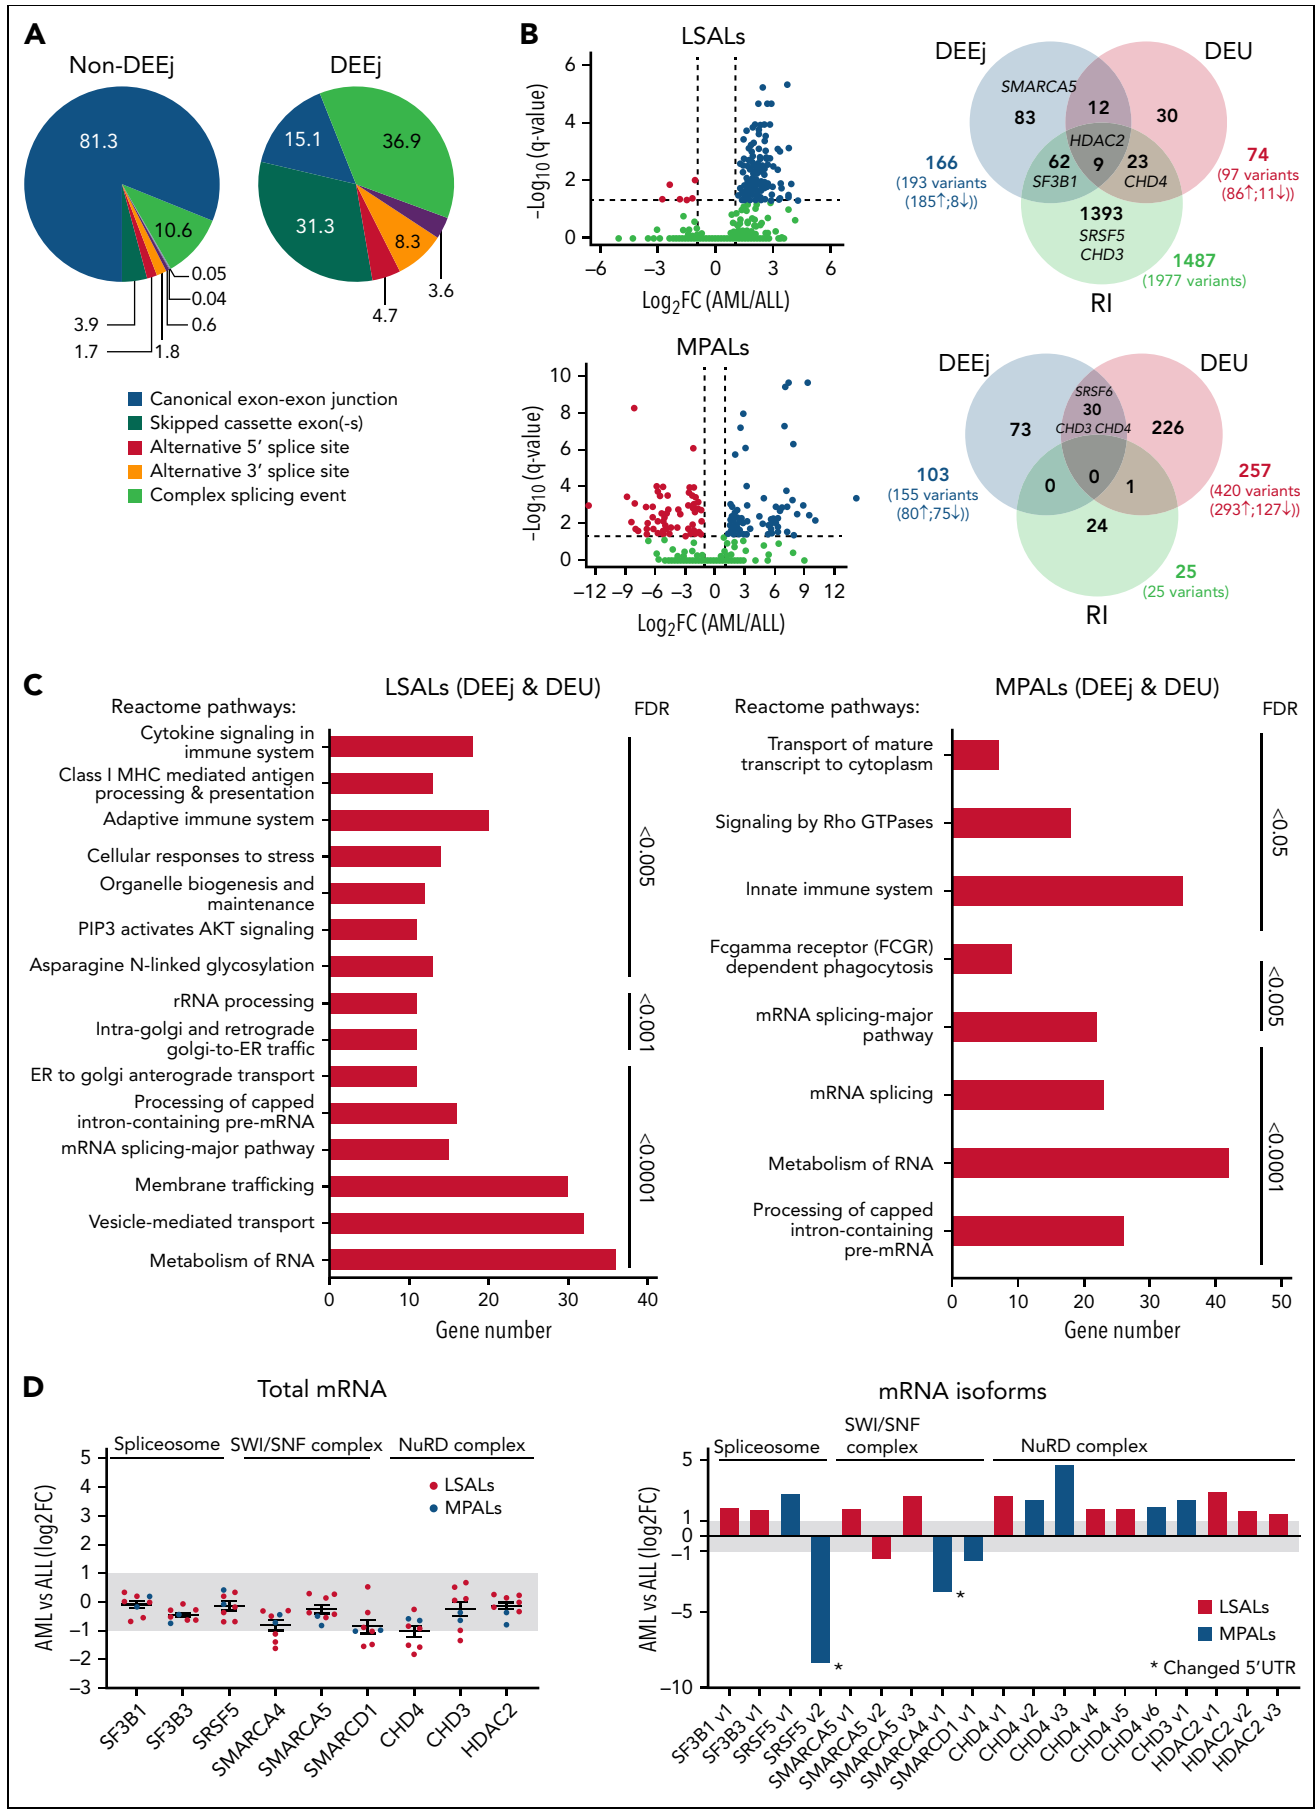 A
Non-DEEj
DEEj
81.3
10.6
0.05
0.04
0.6
3.9
1.7
1.8
15.1
36.9
31.3
8.3
3.6
4.7
Canonical exon-exon junction
Skipped cassette exon(-s)
Alternative 5′ splice site
Alternative 3′ splice site
Complex splicing event
B
LSALs
–Log10 (q-value)
6
4
2
0
–6
–3
0
3
6
Log2FC (AML/ALL)
DEEj
DEU
SMARCA5
83
12
30
HDAC2
62
9
23
SF3B1
CHD4
166
(193 variants
(185↑;8↓))
74
(97 variants
(86↑;11↓))
1393
SRSF5
CHD3
1487
(1977 variants)
RI
MPALs
–Log10 (q-value)
10
8
6
4
2
0
–12 –9 –6 –3 0 3 6 9 12
Log2FC (AML/ALL)
DEEj
DEU
SRSF6
30
CHD3 CHD4
73
226
103
(155 variants
(80↑;75↓))
257
(420 variants
(293↑;127↓))
0
0
1
24
25
(25 variants)
RI
C
LSALs (DEEj & DEU)
Reactome pathways:
FDR
Cytokine signaling in
immune system
Class I MHC mediated antigen
processing & presentation
Adaptive immune system
Cellular responses to stress
Organelle biogenesis and
maintenance
PIP3 activates AKT signaling
Asparagine N-linked glycosylation
rRNA processing
Intra-golgi and retrograde
golgi-to-ER traffic
ER to golgi anterograde transport
Processing of capped
intron-containing pre-mRNA
mRNA splicing-major pathway
Membrane trafficking
Vesicle-mediated transport
Metabolism of RNA
<0.005
<0.001
<0.0001
0 10 20 30 40
Gene number
MPALs (DEEj & DEU)
Reactome pathways:
FDR
Transport of mature
transcript to cytoplasm
Signaling by Rho GTPases
Innate immune system
Fcgamma receptor (FCGR)
dependent phagocytosis
mRNA splicing-major
pathway
mRNA splicing
Metabolism of RNA
Processing of capped
intron-containing
pre-mRNA
<0.05
<0.005
<0.0001
0 10 20 30 40 50
Gene number
D
Total mRNA
Spliceosome
SWI/SNF complex
NuRD complex
AML vs ALL (log2FC)
5
4
3
2
1
0
–1
–2
–3
LSALs
MPALs
SF3B1
SF3B3
SRSF5
SMARCA4
SMARCA5
SMARCD1
CHD4
CHD3
HDAC2
mRNA isoforms
Spliceosome
SWI/SNF
complex
NuRD complex
AML vs ALL (log2FC)
5
1
0
–1
–5
–10
*
*
LSALs
MPALs
* Changed 5′UTR
SF3B1 v1
SF3B3 v1
SRSF5 v1
SRSF5 v2
SMARCA5 v1
SMARCA5 v2
SMARCA5 v3
SMARCA4 v1
SMARCD1 v1
CHD4 v1
CHD4 v2
CHD4 v3
CHD4 v4
CHD4 v5
CHD4 v6
CHD3 v1
HDAC2 v1
HDAC2 v2
HDAC2 v3